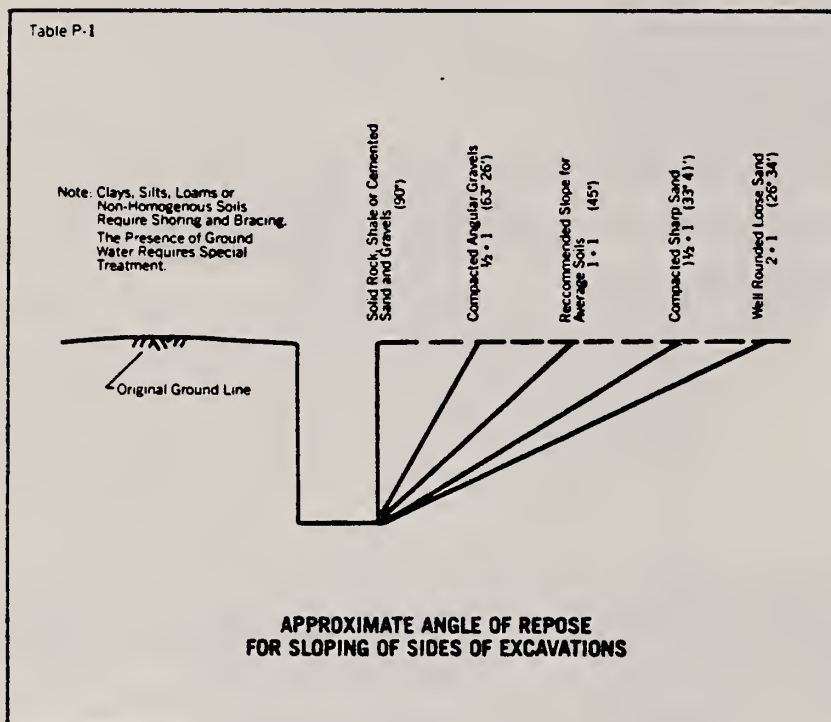 Table P-1
Note: Clays, Silts, Loams or
Non-Homogenous Soils
Require Shoring and Bracing.
The Presence of Ground
Water Requires Special
Treatment.
Solid Rock, Shale or Cemented
Sand and Gravels (90°)
Compacted Angular Gravels
½ • 1 (63° 26')
Reccommended Slope for
Average Soils
1 • 1 (45°)
Compacted Sharp Sand
1½ • 1 (33° 41')
Well Rounded Loose Sand
2 • 1 (26° 34')
Original Ground Line
APPROXIMATE ANGLE OF REPOSE
FOR SLOPING OF SIDES OF EXCAVATIONS